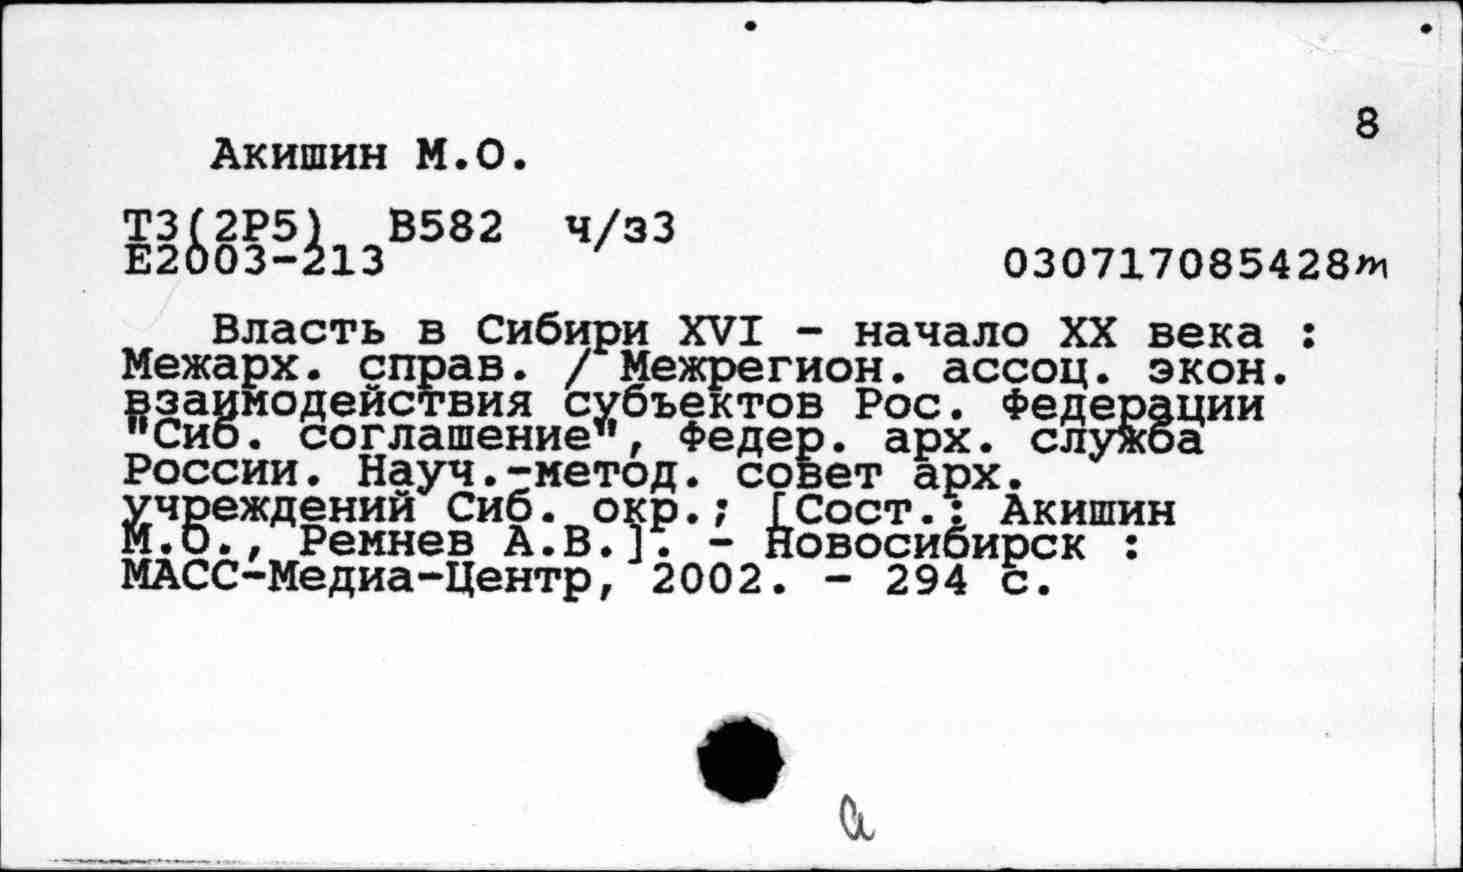 8
Акишин М.О.
Т3(2Р5) В582 ч/з3
Е2003-213
030717085428
Власть в Сибири XVI - начало XX века :
Межарх. справ. / Межрегион. ассоц. экон.
взаимодействия субъектов Рос. Федерации
"Сиб. соглашение", Федер. арх. служба
России. Науч.-метод. совет арх.
учреждений Сиб. окр.; [Сост.: Акишин
М.О., Ремнев А.В.]. - Новосибирск :
МАСС-Медиа-Центр, 2002. - 294 с.